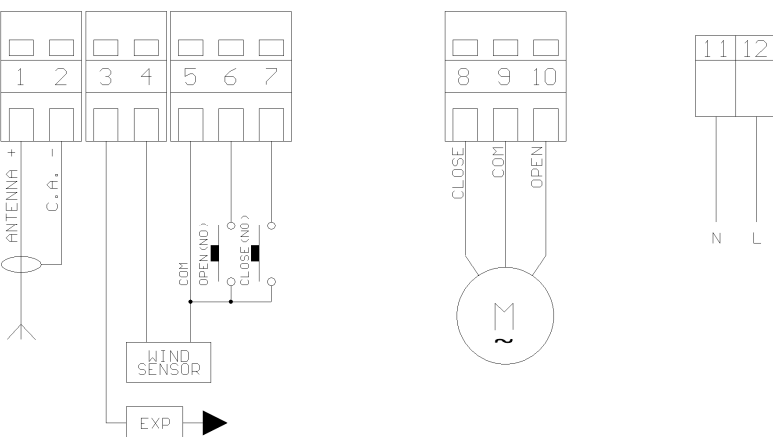 1 2 3 4 5 6 7 8 9 10 11 12
ANTENNA +
C.A. -
COM
OPEN(NO)
CLOSE(NO)
CLOSE
COM
OPEN
N L
M
~
WIND
SENSOR
EXP